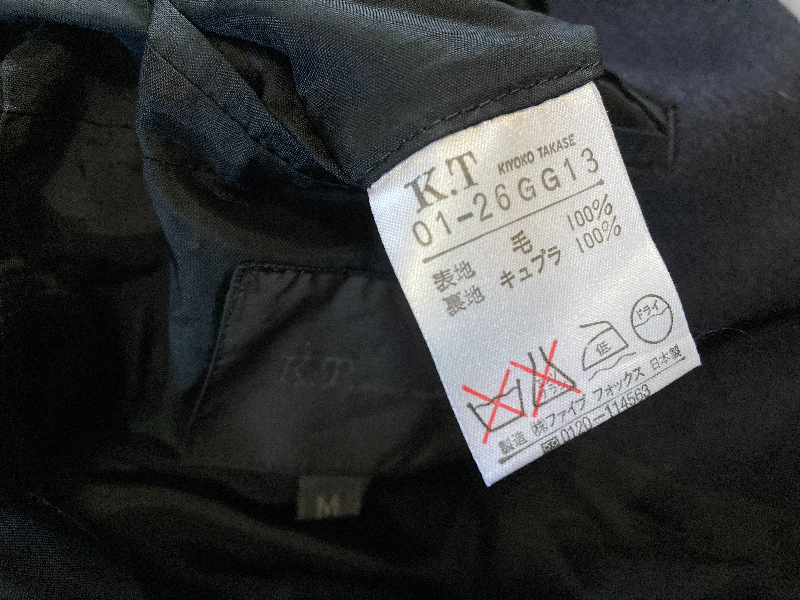 K.T KIYOKO TAKASE
01-26GG13
表地 毛 100%
裏地 キュプラ 100%
低 ドライ
日本製
製造 ㈱ファイブ フォックス
0120-114563
K.T
M